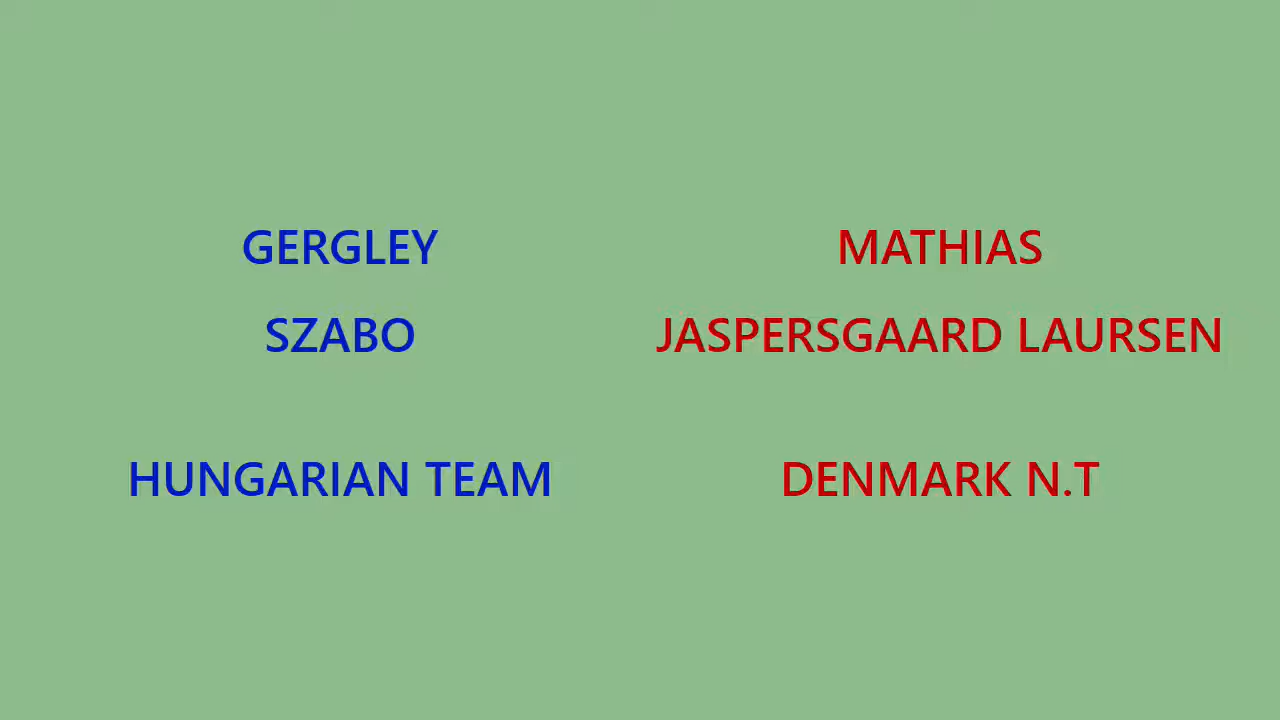 GERGLEY
SZABO
HUNGARIAN TEAM
MATHIAS
JASPERSGAARD LAURSEN
DENMARK N.T